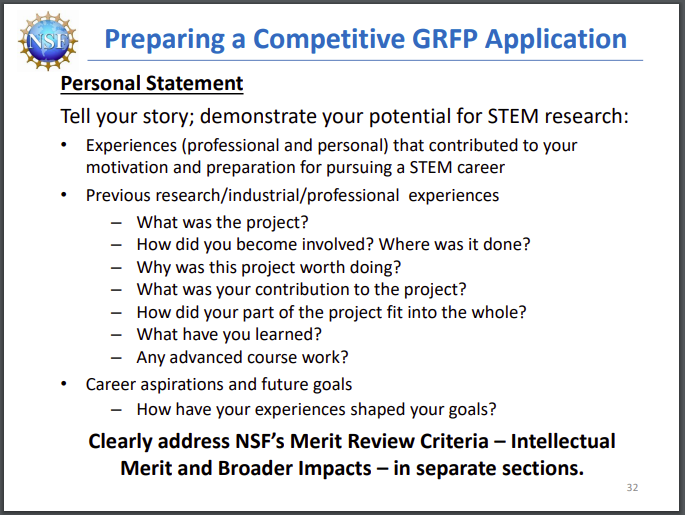 NSF
Preparing a Competitive GRFP Application
Personal Statement
Tell your story; demonstrate your potential for STEM research:
• Experiences (professional and personal) that contributed to your
motivation and preparation for pursuing a STEM career
• Previous research/industrial/professional experiences
– What was the project?
– How did you become involved? Where was it done?
– Why was this project worth doing?
– What was your contribution to the project?
– How did your part of the project fit into the whole?
– What have you learned?
– Any advanced course work?
• Career aspirations and future goals
– How have your experiences shaped your goals?
Clearly address NSF’s Merit Review Criteria – Intellectual
Merit and Broader Impacts – in separate sections.
32